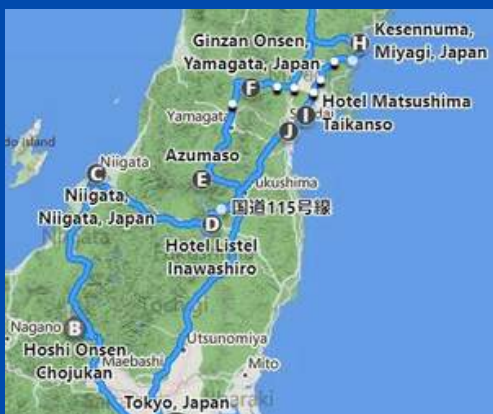 Kesennuma,
Miyagi, Japan
H
Ginzan Onsen,
Yamagata, Japan
F
Hotel Matsushima
Taikanso
I
J
Yamagata
Azumaso
E
Niigata
C
Niigata,
Niigata, Japan
国道115号線
D
Hotel Listel
Inawashiro
Nagano
B
Hoshi Onsen
Chojukan
Maebashi
Utsunomiya
Mito
Tokyo, Japan